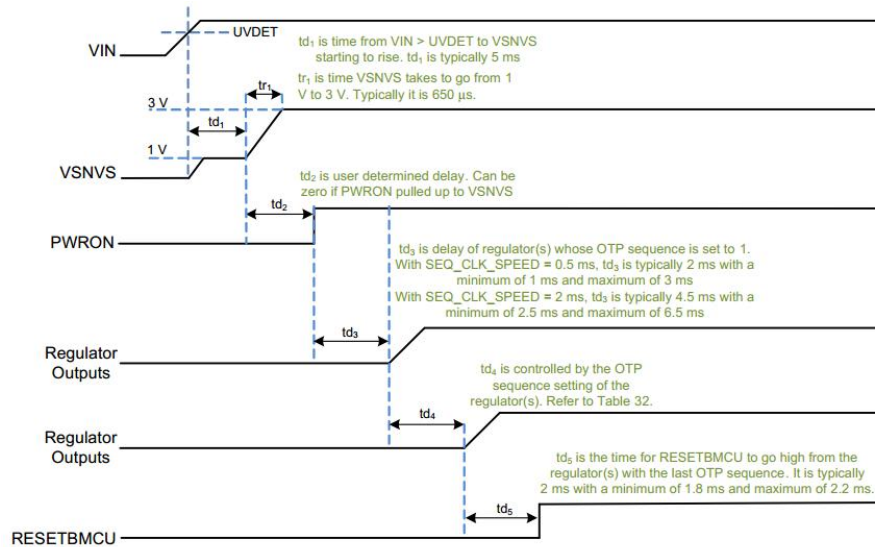 UVDET
VIN
td1 is time from VIN > UVDET to VSNVS
starting to rise. td1 is typically 5 ms
tr1
tr1 is time VSNVS takes to go from 1
V to 3 V. Typically it is 650 µs.
3 V
td1
1 V
VSNVS
td2 is user determined delay. Can be
zero if PWRON pulled up to VSNVS
td2
PWRON
td3 is delay of regulator(s) whose OTP sequence is set to 1.
With SEQ_CLK_SPEED = 0.5 ms, td3 is typically 2 ms with a
minimum of 1 ms and maximum of 3 ms
With SEQ_CLK_SPEED = 2 ms, td3 is typically 4.5 ms with a
minimum of 2.5 ms and maximum of 6.5 ms
td3
Regulator
Outputs
td4 is controlled by the OTP
sequence setting of the
regulator(s). Refer to Table 32.
td4
Regulator
Outputs
td5 is the time for RESETBMCU to go high from the
regulator(s) with the last OTP sequence. It is typically
2 ms with a minimum of 1.8 ms and maximum of 2.2 ms.
td5
RESETBMCU